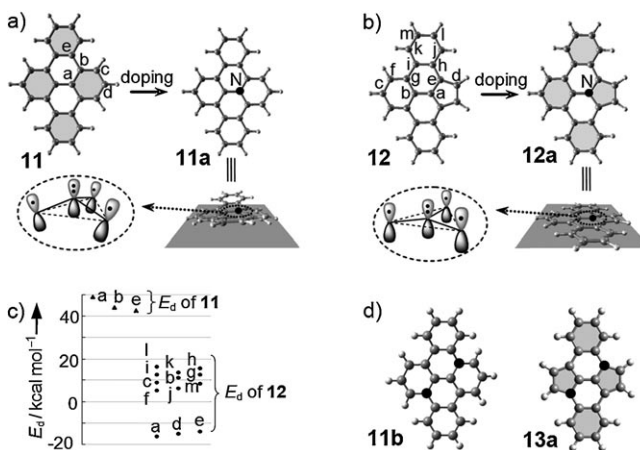 a)
e
b
a
c
d
doping
N
11
11a
b)
m
l
k
j
i
h
f
g
e
d
c
b
a
doping
N
12
12a
c)
E_d / kcal mol⁻¹
40
20
0
-20
a b e
E_d of 11
l
i k h
c b g
f j m
E_d of 12
a d e
d)
11b
13a